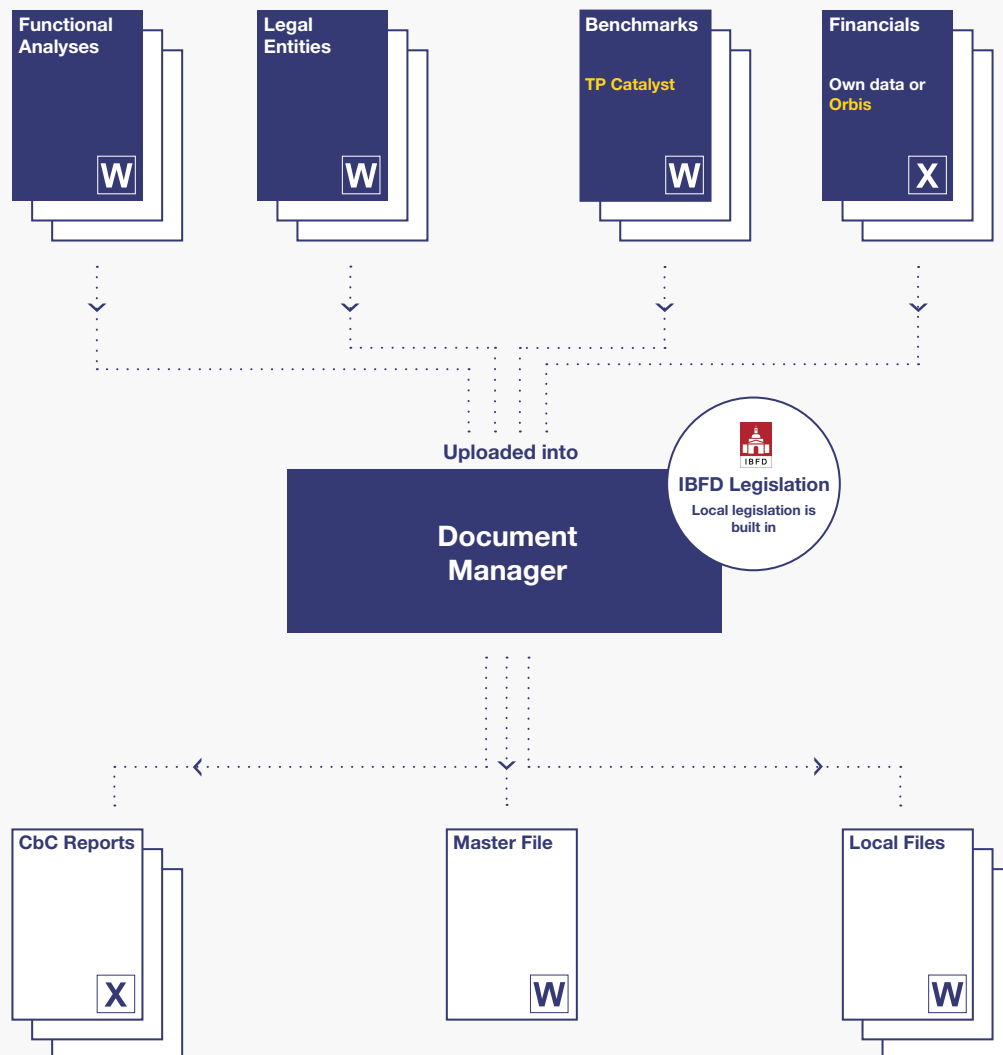 Functional
Analyses
W
Legal
Entities
W
Benchmarks
TP Catalyst
W
Financials
Own data or
Orbis
X
Uploaded into
Document
Manager
IBFD
IBFD Legislation
Local legislation is
built in
CbC Reports
X
Master File
W
Local Files
W